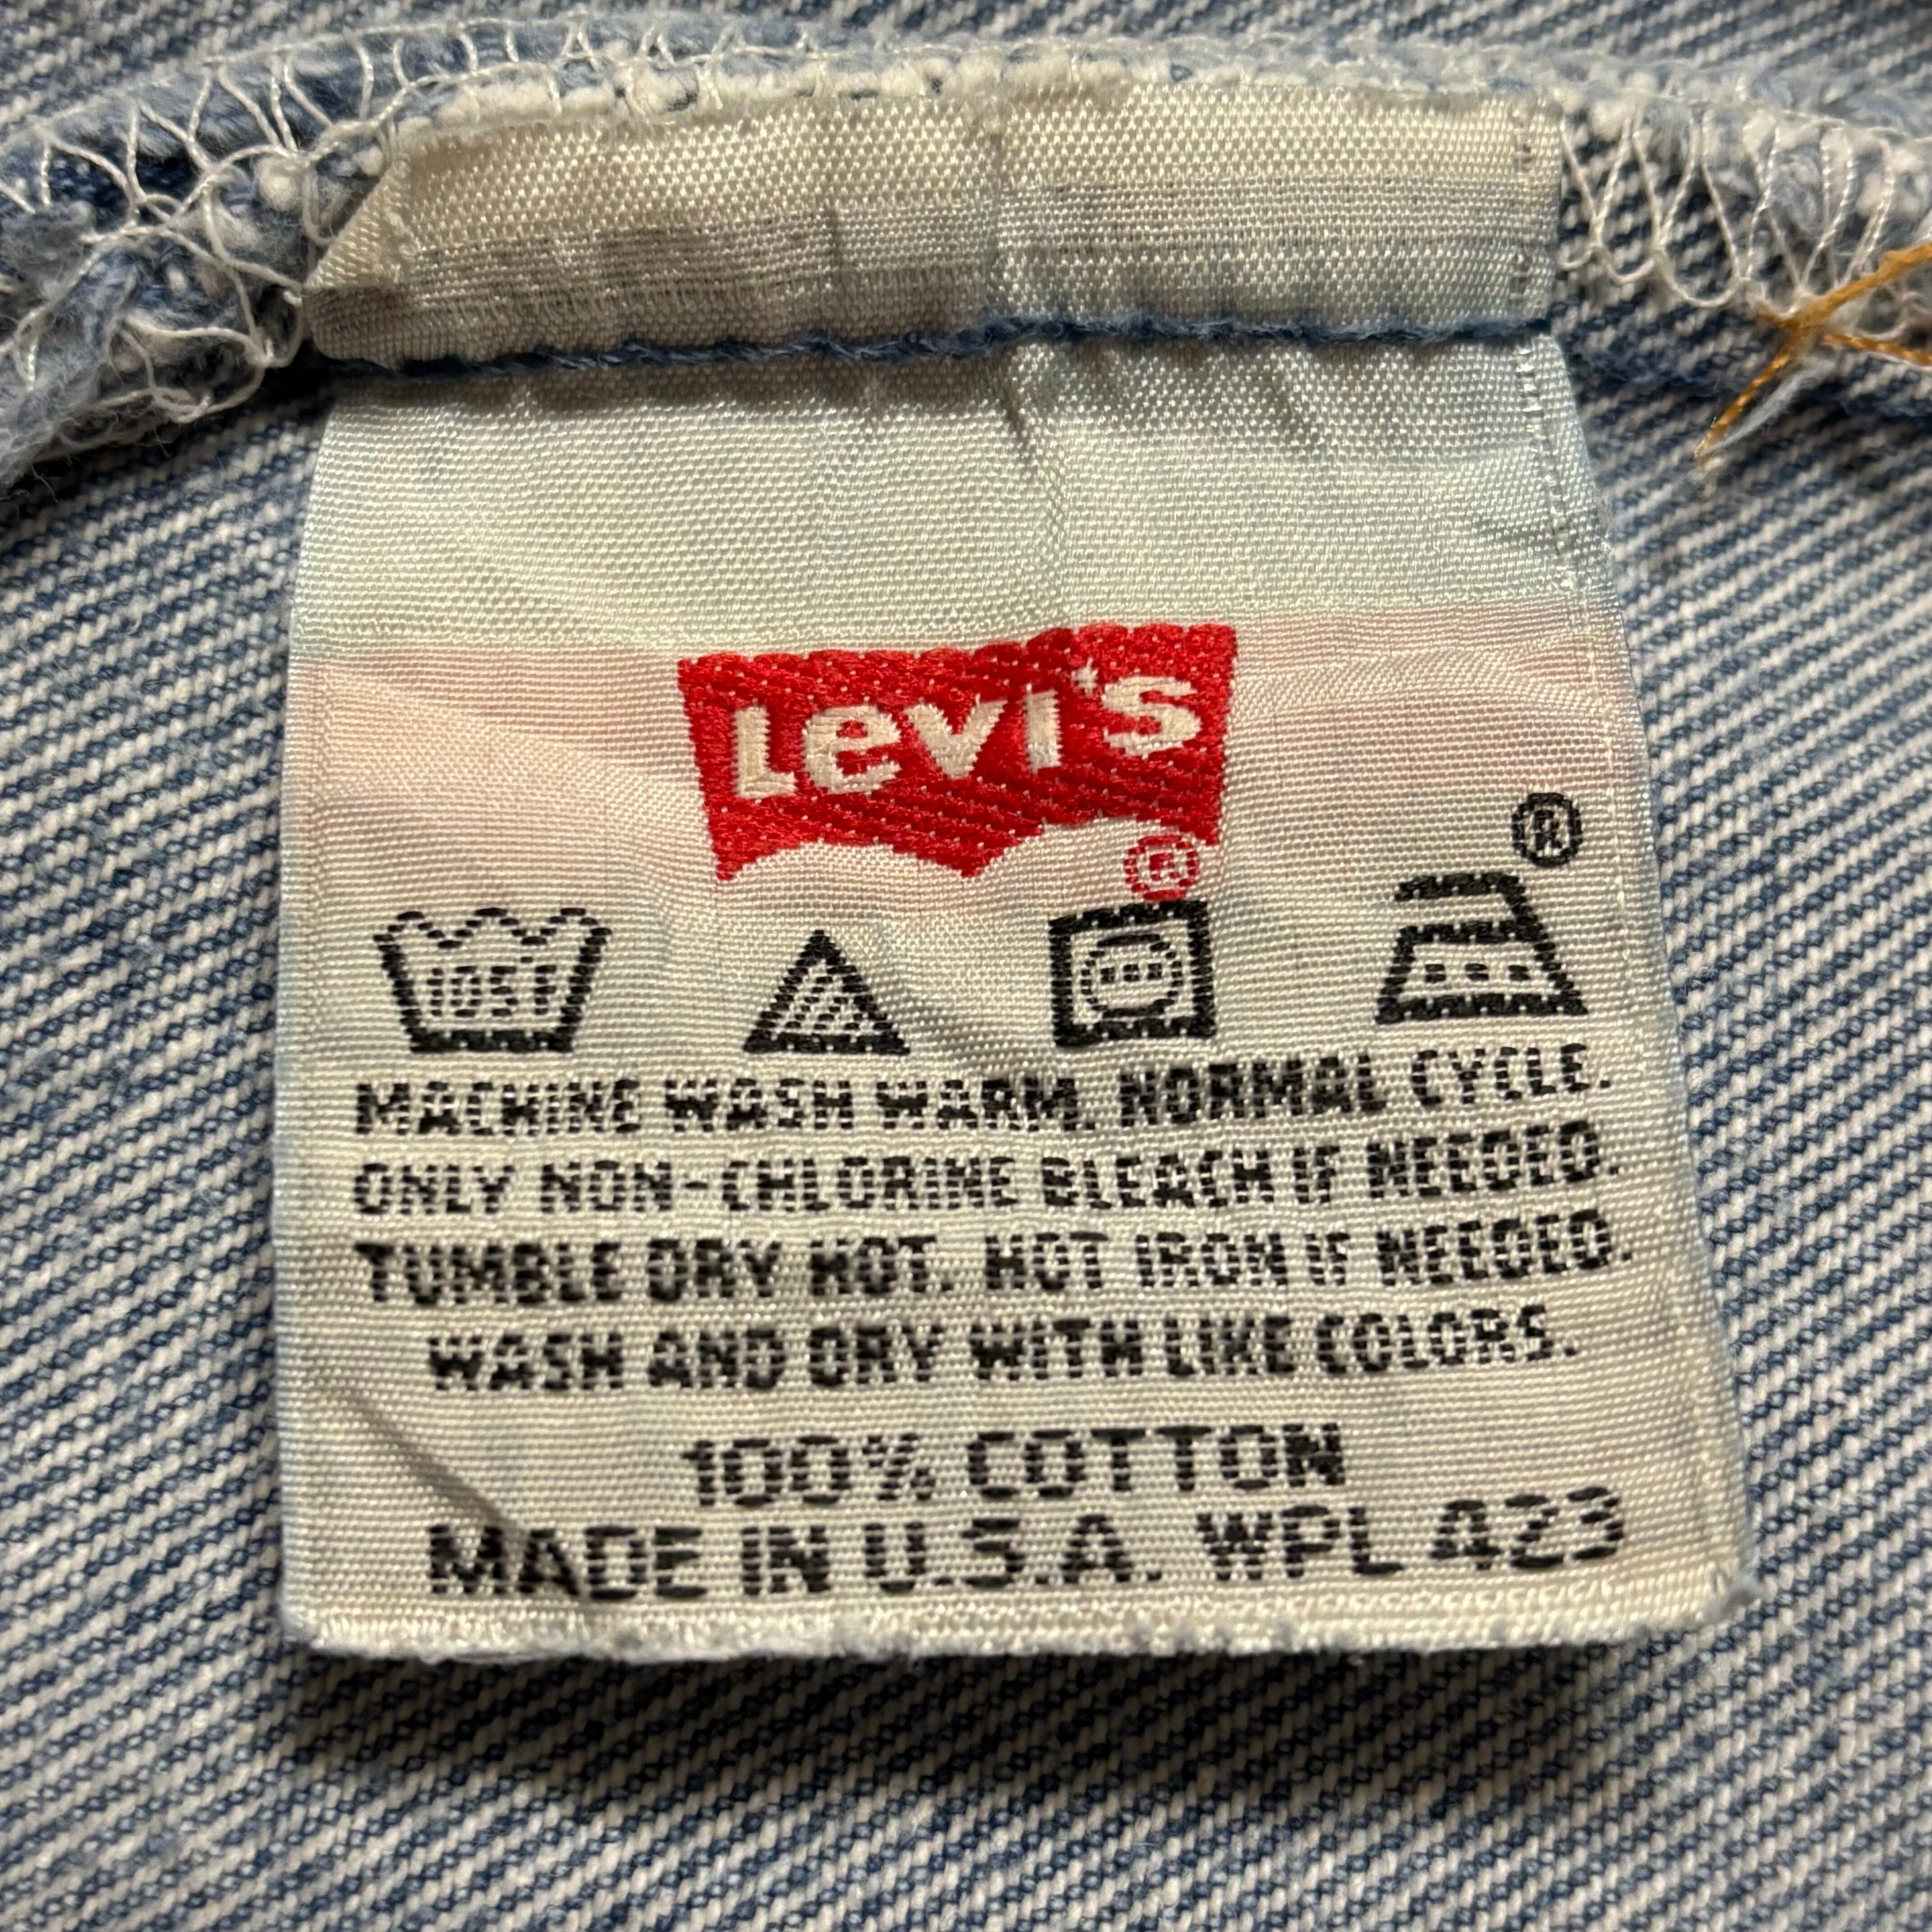 Levi's
®
®
105°F
MACHINE WASH WARM. NORMAL CYCLE.
ONLY NON-CHLORINE BLEACH IF NEEDED.
TUMBLE DRY HOT. HOT IRON IF NEEDED.
WASH AND DRY WITH LIKE COLORS.
100% COTTON
MADE IN U.S.A. WPL 423